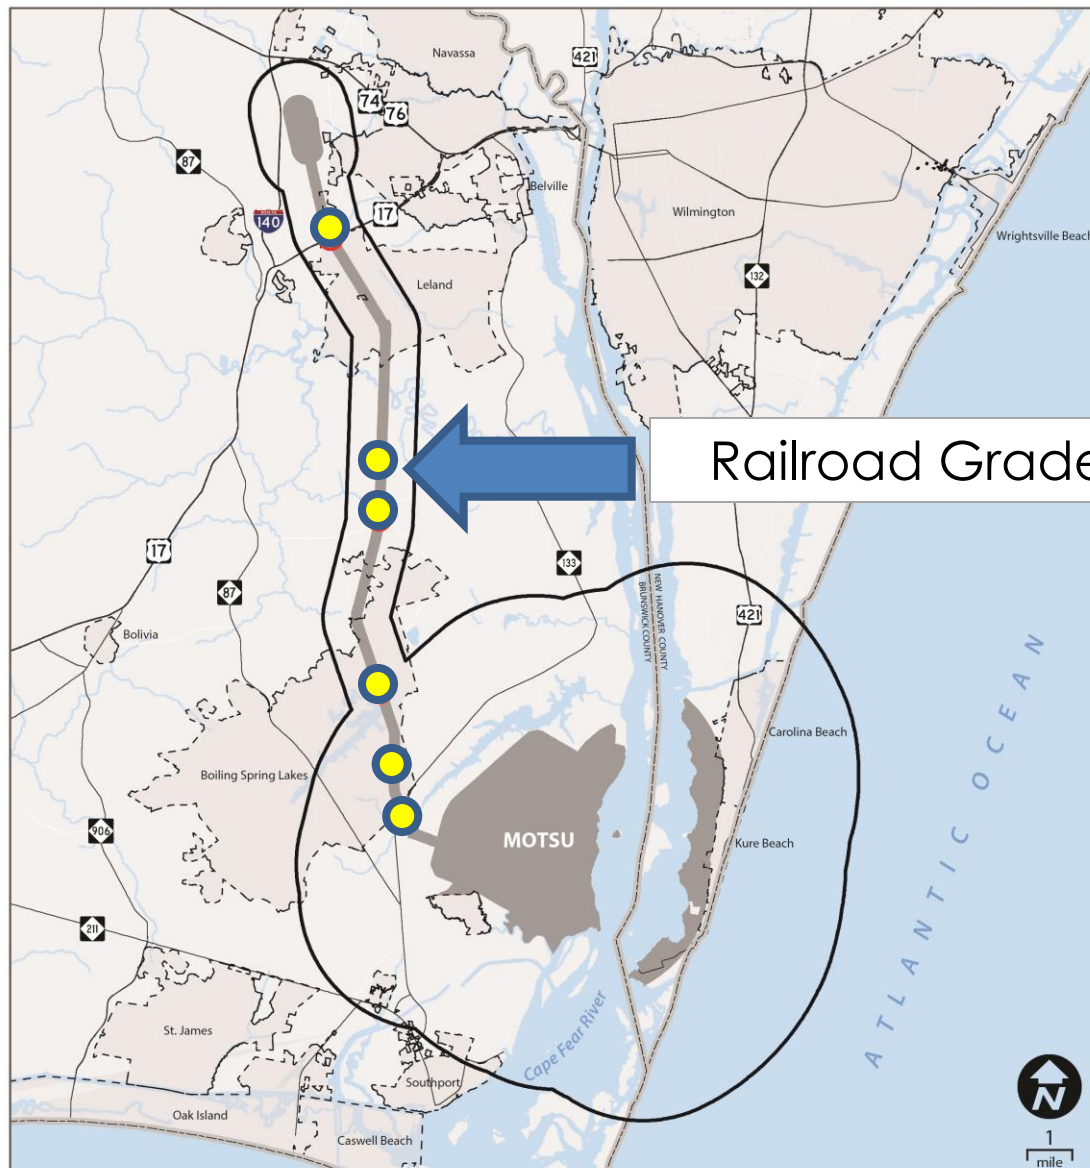 Navassa
421
74
76
87
Belville
17
INTERSTATE
140
Wilmington
Wrightsville Beach
132
Leland
Railroad Grade
17
133
87
NEW HANOVER COUNTY
BRUNSWICK COUNTY
421
Bolivia
Carolina Beach
Boiling Spring Lakes
906
MOTSU
Kure Beach
ATLANTIC OCEAN
211
St. James
Cape Fear River
Southport
Oak Island
Caswell Beach
N
1
mile